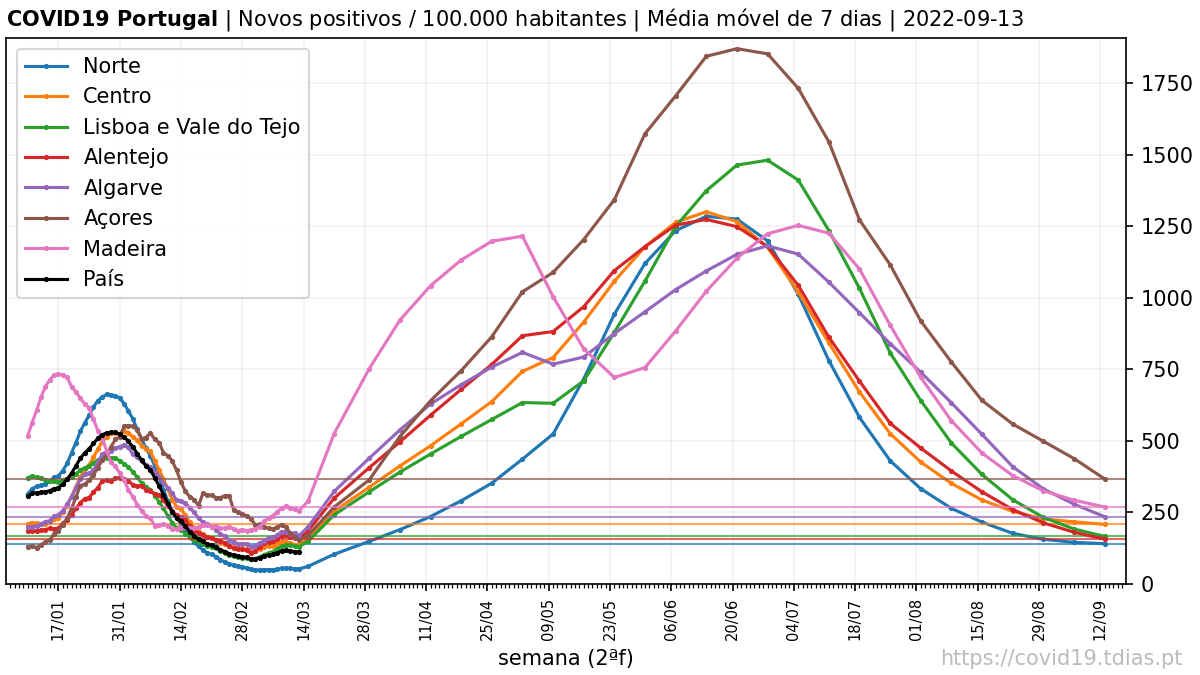 COVID19 Portugal | Novos positivos / 100.000 habitantes | Média móvel de 7 dias | 2022-09-13
Norte
Centro
Lisboa e Vale do Tejo
Alentejo
Algarve
Açores
Madeira
País
1750
1500
1250
1000
750
500
250
0
17/01 31/01 14/02 28/02 14/03 28/03 11/04 25/04 09/05 23/05 06/06 20/06 04/07 18/07 01/08 15/08 29/08 12/09
semana (2ªf)
https://covid19.tdias.pt